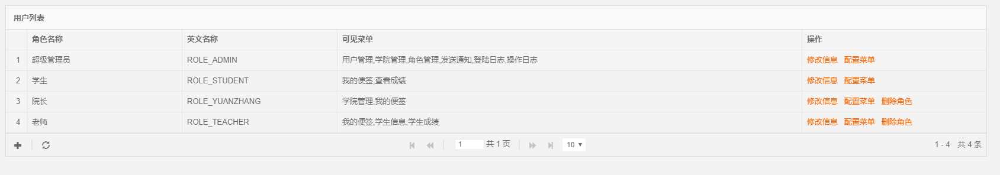 用户列表
角色名称 英文名称 可见菜单 操作
1 超级管理员 ROLE_ADMIN 用户管理,学院管理,角色管理,发送通知,登陆日志,操作日志 修改信息 配置菜单
2 学生 ROLE_STUDENT 我的便签,查看成绩 修改信息 配置菜单
3 院长 ROLE_YUANZHANG 学院管理,我的便签 修改信息 配置菜单 删除角色
4 老师 ROLE_TEACHER 我的便签,学生信息,学生成绩 修改信息 配置菜单 删除角色
1 共 1 页 10 1 - 4 共 4 条